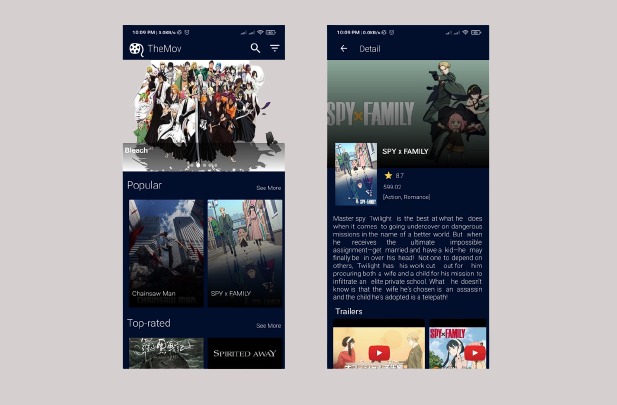 10:09 PM | 0.0KB/s
TheMov
Bleach
Popular
See More
Chainsaw Man
SPY x FAMILY
Top-rated
See More
SPIRITED AWAY
10:09 PM | 0.0KB/s
Detail
SPY×FAMILY
SPY x FAMILY
8.7
599.02
[Action, Romance]
Master spy Twilight is the best at what he does
when it comes to going undercover on dangerous
missions in the name of a better world. But when
he receives the ultimate impossible
assignment—get married and have a kid—he may
finally be in over his head! Not one to depend on
others, Twilight has his work cut out for him
procuring both a wife and a child for his mission to
infiltrate an elite private school. What he doesn't
know is that the wife he's chosen is an assassin
and the child he's adopted is a telepath!
Trailers
SPY×FAMILY